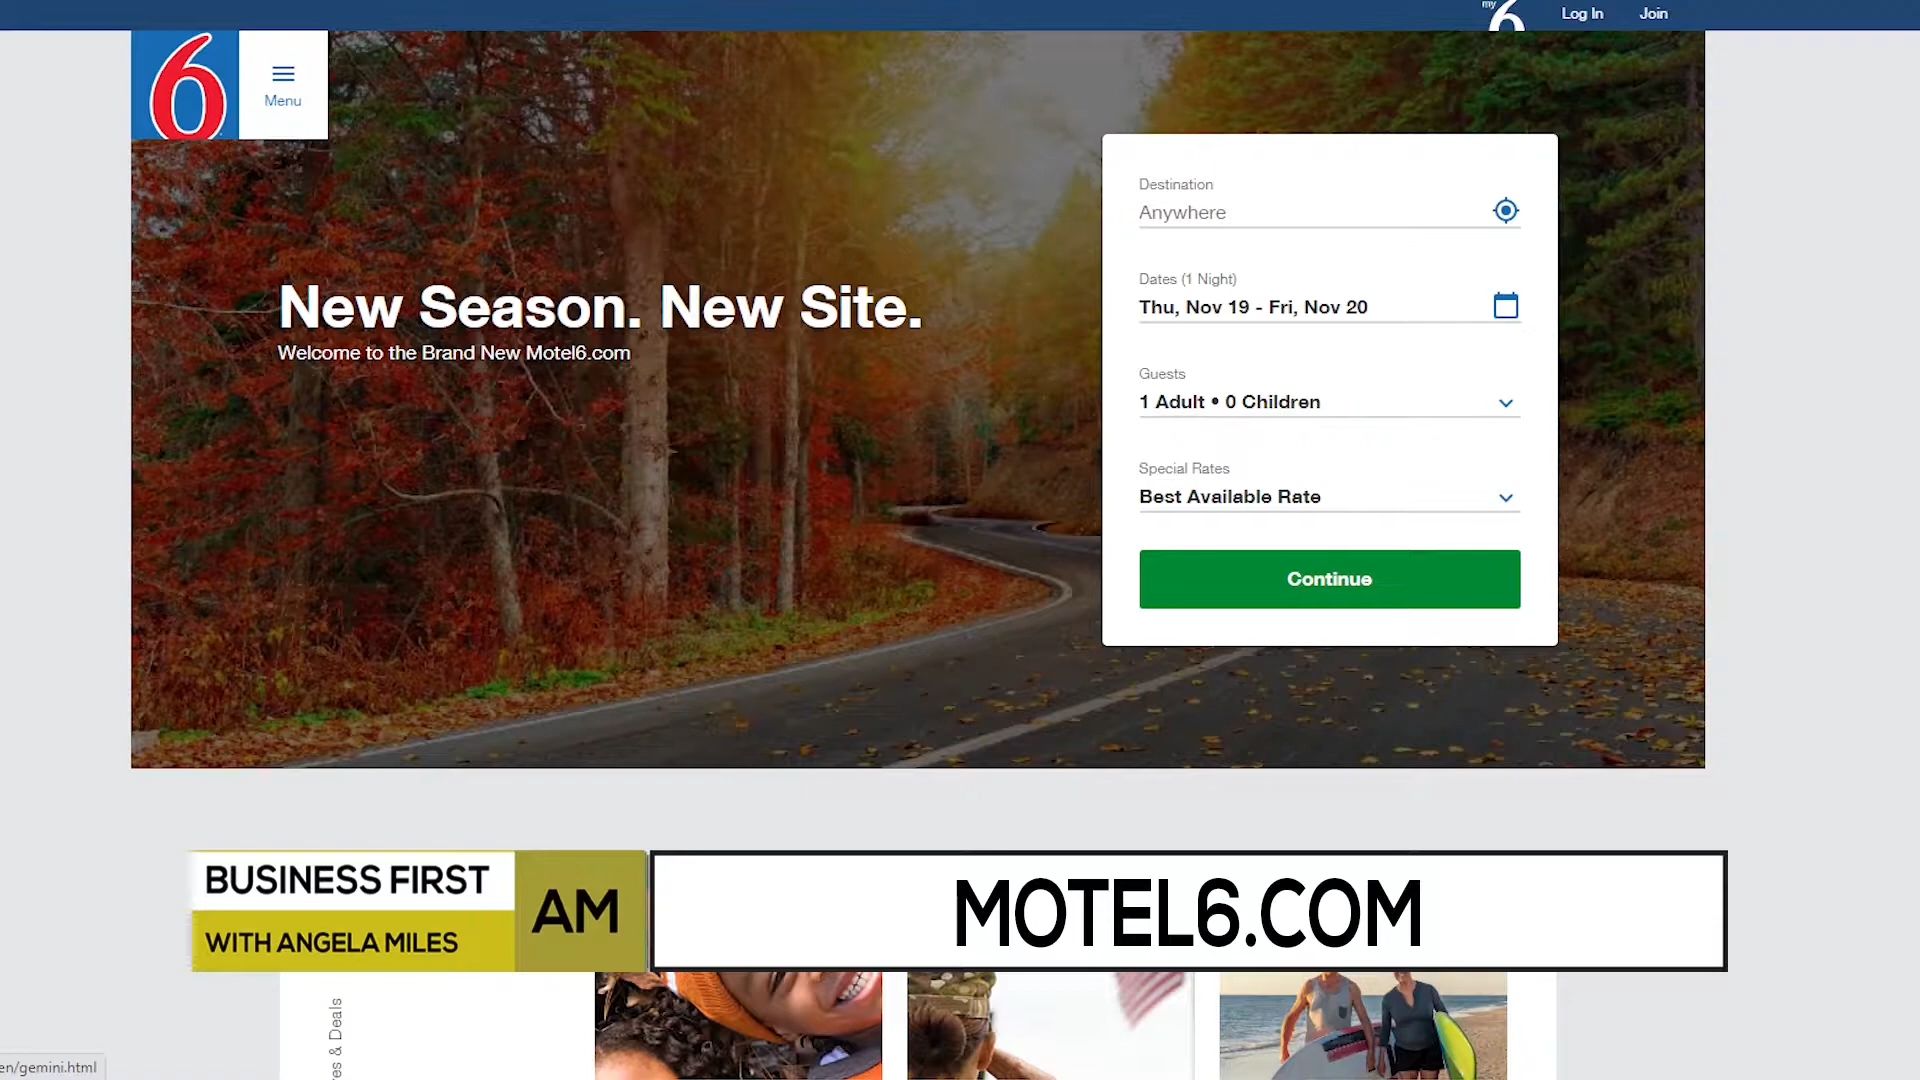 my
6
Log In
Join
6
Menu
Destination
Anywhere
Dates (1 Night)
Thu, Nov 19 - Fri, Nov 20
New Season. New Site.
Welcome to the Brand New Motel6.com
Guests
1 Adult • 0 Children
Special Rates
Best Available Rate
Continue
BUSINESS FIRST
AM
WITH ANGELA MILES
MOTEL6.COM
& Deals
en/gemini.html